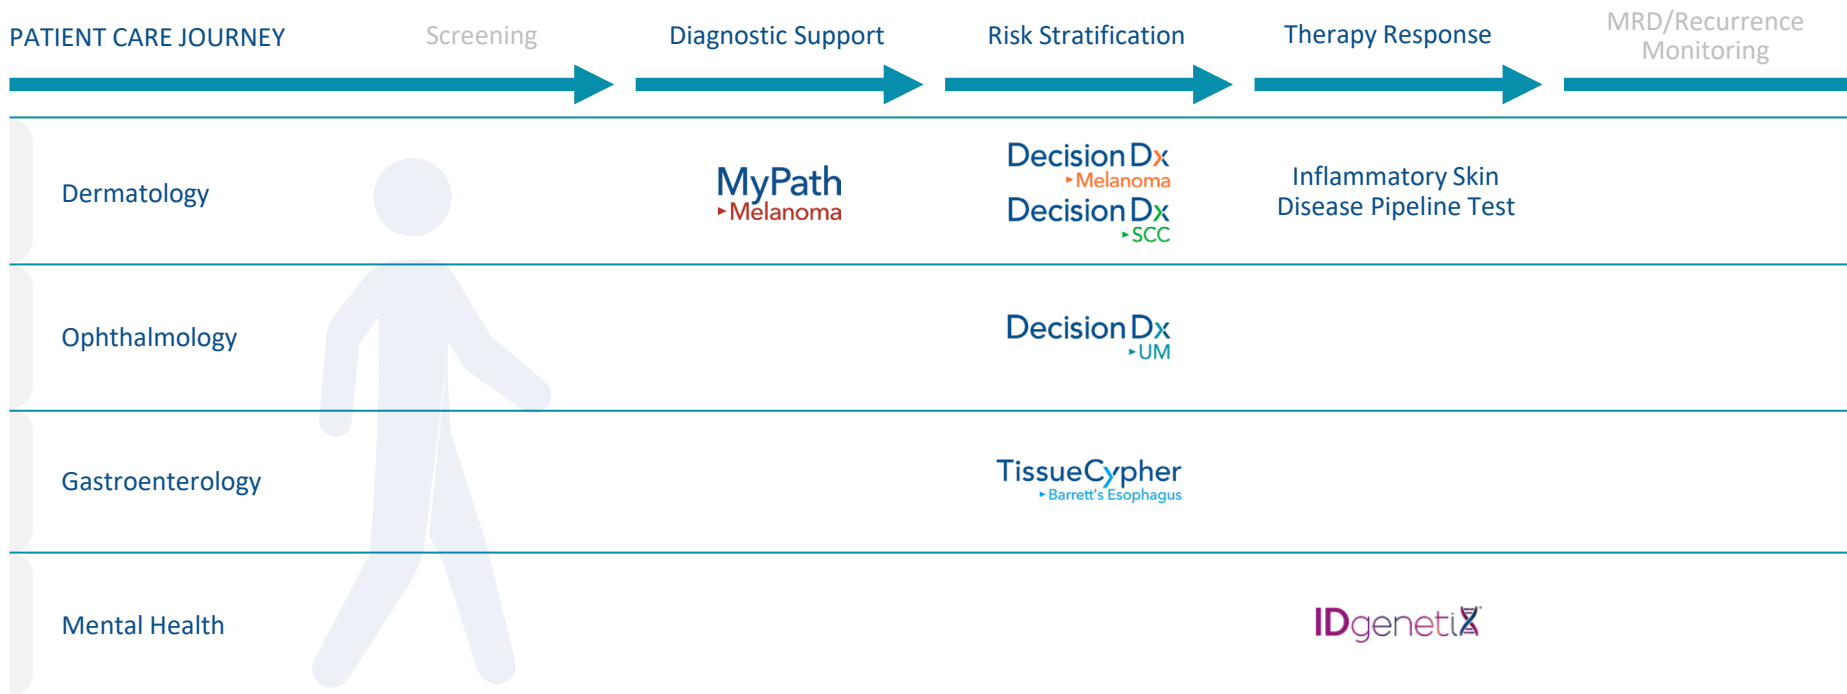 PATIENT CARE JOURNEY
Screening
Diagnostic Support
Risk Stratification
Therapy Response
MRD/Recurrence
Monitoring
Dermatology
MyPath
Melanoma
DecisionDx
Melanoma
DecisionDx
SCC
Inflammatory Skin
Disease Pipeline Test
Ophthalmology
DecisionDx
UM
Gastroenterology
TissueCypher
Barrett's Esophagus
Mental Health
IDgenetiX